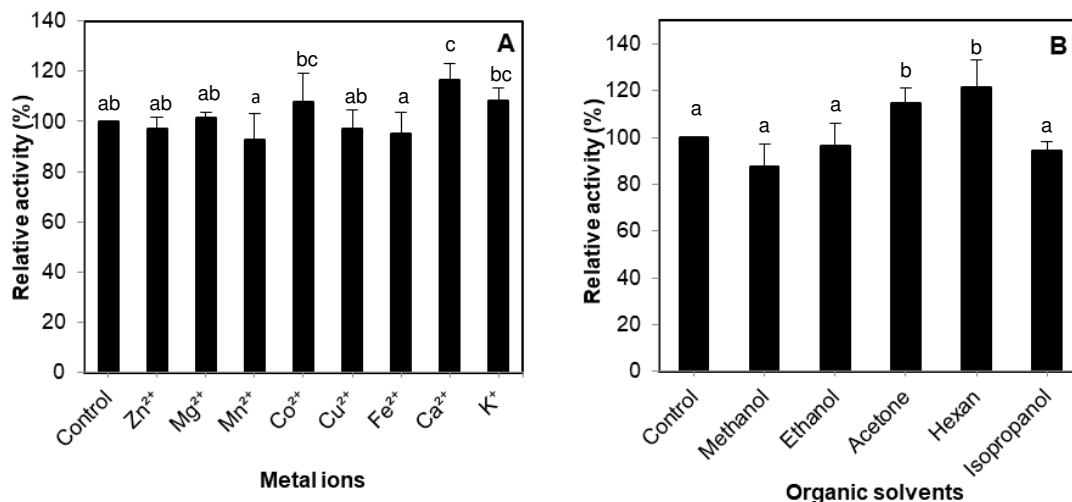 A
Relative activity (%)
140
120
100
80
60
40
20
0
ab
ab
ab
a
bc
ab
a
c
bc
Control
Zn²⁺
Mg²⁺
Mn²⁺
Co²⁺
Cu²⁺
Fe²⁺
Ca²⁺
K⁺
Metal ions
B
Relative activity (%)
140
120
100
80
60
40
20
0
a
a
a
b
b
a
Control
Methanol
Ethanol
Acetone
Hexan
Isopropanol
Organic solvents